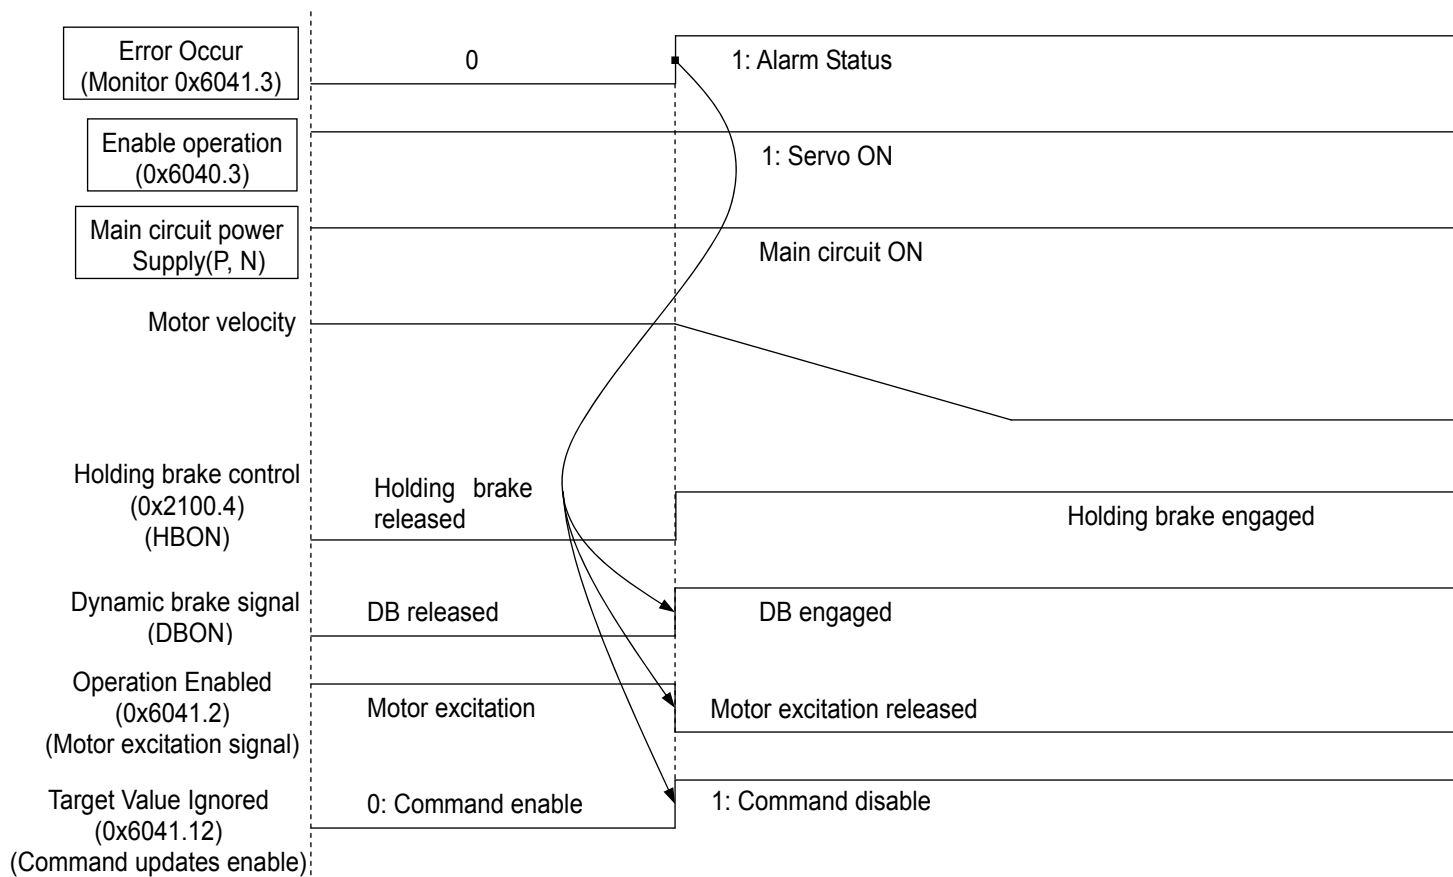 Error Occur
(Monitor 0x6041.3)
0
1: Alarm Status
Enable operation
(0x6040.3)
1: Servo ON
Main circuit power
Supply(P, N)
Main circuit ON
Motor velocity
Holding brake control
(0x2100.4)
(HBON)
Holding brake
released
Holding brake engaged
Dynamic brake signal
(DBON)
DB released
DB engaged
Operation Enabled
(0x6041.2)
(Motor excitation signal)
Motor excitation
Motor excitation released
Target Value Ignored
(0x6041.12)
(Command updates enable)
0: Command enable
1: Command disable